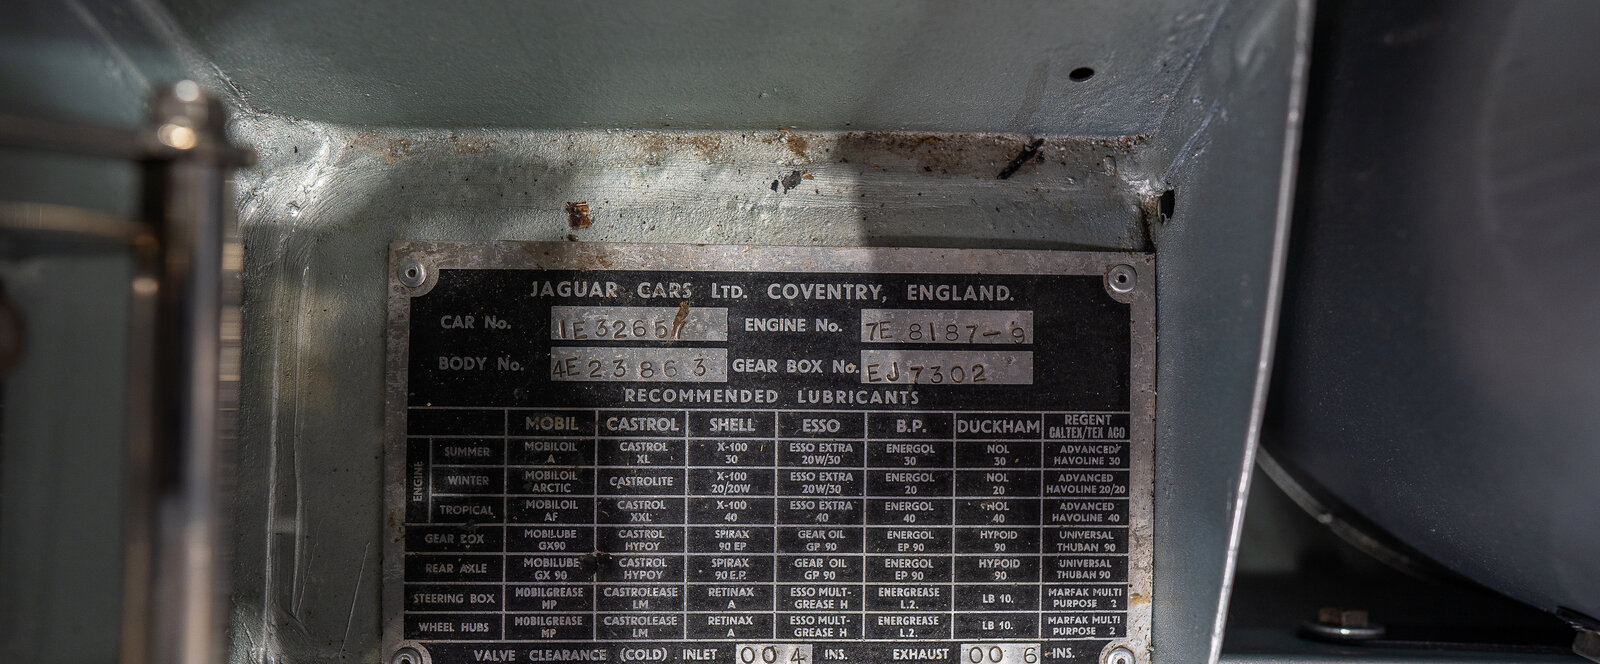 JAGUAR CARS LTD. COVENTRY, ENGLAND.
CAR No. 1E32657 ENGINE No. 7E 8187-9
BODY No. 4E23863 GEAR BOX No. EJ7302
RECOMMENDED LUBRICANTS
MOBIL CASTROL SHELL ESSO B.P. DUCKHAM REGENT CALTEX/TEX ACO
ENGINE
SUMMER MOBILOIL A CASTROL XL X-100 30 ESSO EXTRA 20W/30 ENERGOL 30 NOL 30 ADVANCED HAVOLINE 30
WINTER MOBILOIL ARCTIC CASTROLITE X-100 20/20W ESSO EXTRA 20W/30 ENERGOL 20 NOL 20 ADVANCED HAVOLINE 20/20
TROPICAL MOBILOIL AF CASTROL XXL X-100 40 ESSO EXTRA 40 ENERGOL 40 NOL 40 ADVANCED HAVOLINE 40
GEAR BOX MOBILUBE GX90 CASTROL HYPOY SPIRAX 90 EP GEAR OIL GP 90 ENERGOL EP 90 HYPOID 90 UNIVERSAL THUBAN 90
REAR AXLE MOBILUBE GX 90 CASTROL HYPOY SPIRAX 90 E.P. GEAR OIL GP 90 ENERGOL EP 90 HYPOID 90 UNIVERSAL THUBAN 90
STEERING BOX MOBILGREASE MP CASTROLEASE LM RETINAX A ESSO MULT-GREASE H ENERGREASE L.2. LB 10. MARFAK MULTI PURPOSE 2
WHEEL HUBS MOBILGREASE MP CASTROLEASE LM RETINAX A ESSO MULT-GREASE H ENERGREASE L.2. LB 10. MARFAK MULTI PURPOSE 2
VALVE CLEARANCE (COLD) . INLET 004 INS. EXHAUST 00 6 INS.